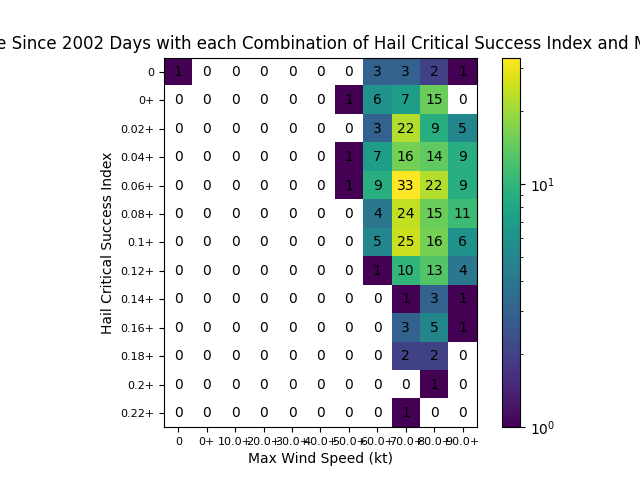 e Since 2002 Days with each Combination of Hail Critical Success Index and M
0 1 0 0 0 0 0 0 3 3 2 1
0+ 0 0 0 0 0 0 1 6 7 15 0
0.02+ 0 0 0 0 0 0 0 3 22 9 5
0.04+ 0 0 0 0 0 0 1 7 16 14 9
0.06+ 0 0 0 0 0 0 1 9 33 22 9
0.08+ 0 0 0 0 0 0 0 4 24 15 11
0.1+ 0 0 0 0 0 0 0 5 25 16 6
0.12+ 0 0 0 0 0 0 0 1 10 13 4
0.14+ 0 0 0 0 0 0 0 0 1 3 1
0.16+ 0 0 0 0 0 0 0 0 3 5 1
0.18+ 0 0 0 0 0 0 0 0 2 2 0
0.2+ 0 0 0 0 0 0 0 0 0 1 0
0.22+ 0 0 0 0 0 0 0 0 1 0 0
0 0+ 10.0+ 20.0+ 30.0+ 40.0+ 50.0+ 60.0+ 70.0+ 80.0+ 90.0+
Max Wind Speed (kt)
Hail Critical Success Index
10¹
10⁰